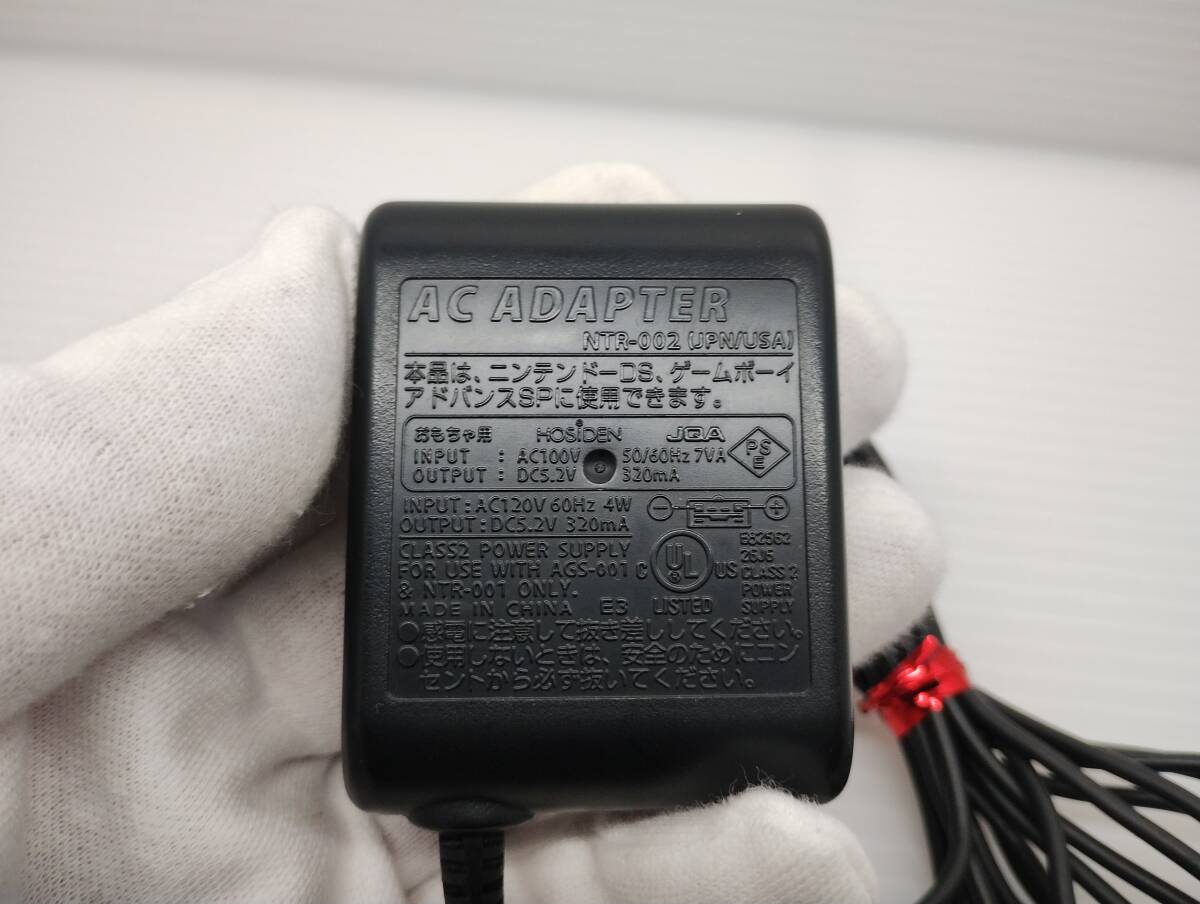 AC ADAPTER
NTR-002 (JPN/USA)
本品は、ニンテンドーDS、ゲームボーイ
アドバンスSPに使用できます。
おもちゃ用 HOSIDEN JQA
INPUT : AC100V 50/60Hz 7VA
OUTPUT : DC5.2V 320mA
PS
E
INPUT:AC120V 60Hz 4W
OUTPUT:DC5.2V 320mA
CLASS2 POWER SUPPLY
FOR USE WITH AGS-001
& NTR-001 ONLY.
MADE IN CHINA E3
C UL US
LISTED
E82562
26J6
CLASS 2
POWER
SUPPLY
○感電に注意して抜き差ししてください。
○使用しないときは、安全のためにコン
セントから必ず抜いてください。